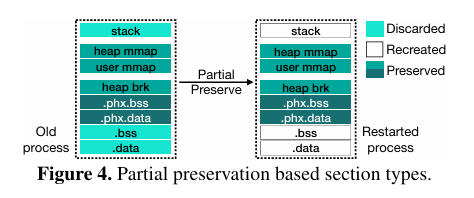 stack
heap mmap
user mmap
heap brk
.phx.bss
.phx.data
.bss
.data
Old
process
Partial
Preserve
stack
heap mmap
user mmap
heap brk
.phx.bss
.phx.data
.bss
.data
Restarted
process
Discarded
Recreated
Preserved
Figure 4. Partial preservation based section types.